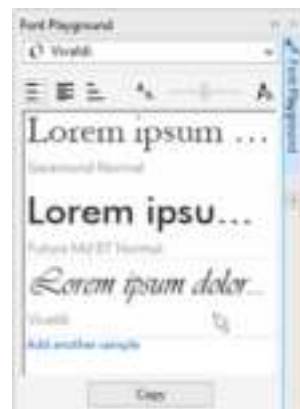 Font Playground
Vivaldi
Lorem ipsum ...
Garamond Normal
Lorem ipsu...
Futura Md BT Normal
Lorem ipsum dolor...
Vivaldi
Add another sample
Copy
Font Playground